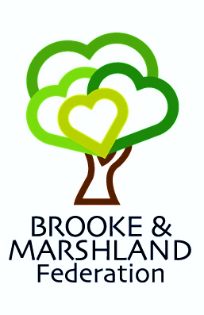 BROOKE &
MARSHLAND
Federation